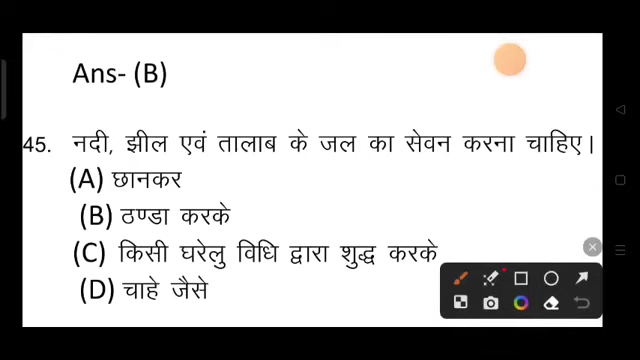 Ans- (B)
45. नदी, झील एवं तालाब के जल का सेवन करना चाहिए।
(A) छानकर
(B) ठण्डा करके
(C) किसी घरेलु विधि द्वारा शुद्ध करके
(D) चाहे जैसे